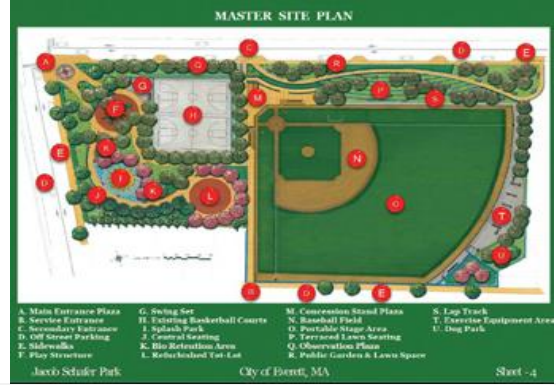 MASTER SITE PLAN
A
C
D
E
Q
R
G
P
S
F
M
H
K
N
E
I
K
J
L
D
O
T
U
D
E
A. Main Entrance Plaza
B. Service Entrance
C. Secondary Entrance
D. Off Street Parking
E. Sidewalks
F. Play Structure
G. Swing Set
H. Existing Basketball Courts
I. Splash Park
J. Central Seating
K. Bio Retention Area
L. Refurbished Tot-Lot
M. Concession Stand Plaza
N. Baseball Field
O. Portable Stage Area
P. Terraced Lawn Seating
Q. Observation Plaza
R. Public Garden & Lawn Space
S. Lap Track
T. Exercise Equipment Area
U. Dog Park
Jacob Schafer Park
City of Everett, MA
Sheet - 4